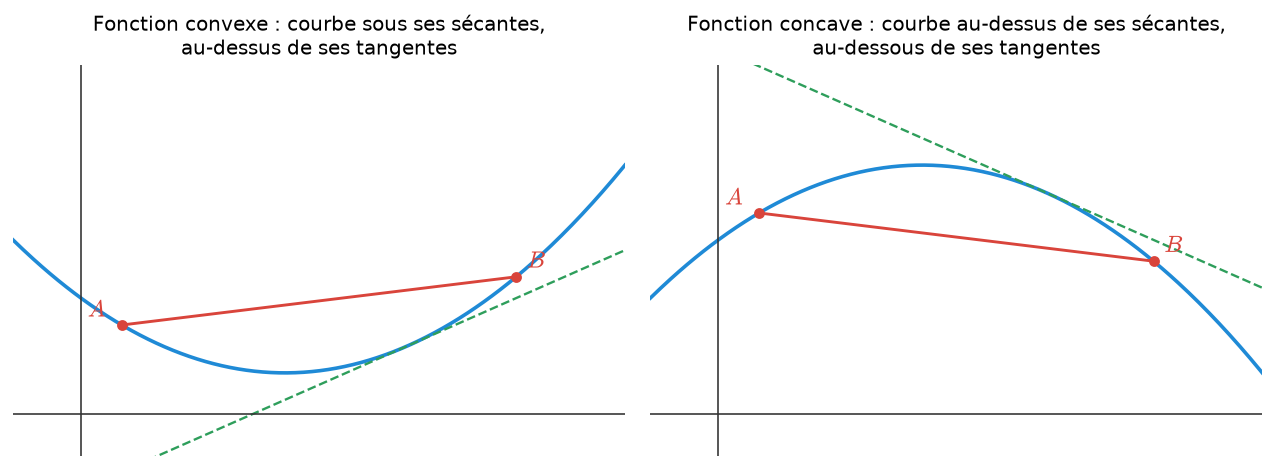 Fonction convexe : courbe sous ses sécantes,
au-dessus de ses tangentes
A
B
Fonction concave : courbe au-dessus de ses sécantes,
au-dessous de ses tangentes
A
B